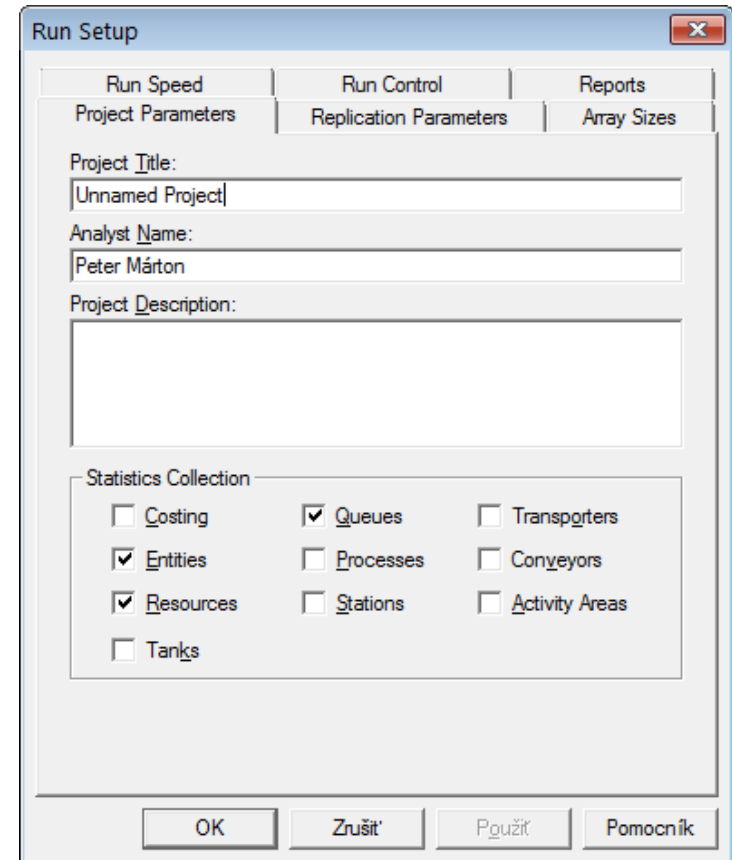 Run Setup
Run Speed Run Control Reports
Project Parameters Replication Parameters Array Sizes
Project Title:
Unnamed Project
Analyst Name:
Peter Márton
Project Description:
Statistics Collection
Costing Queues Transporters
Entities Processes Conveyors
Resources Stations Activity Areas
Tanks
OK Zrušiť Použiť Pomocník